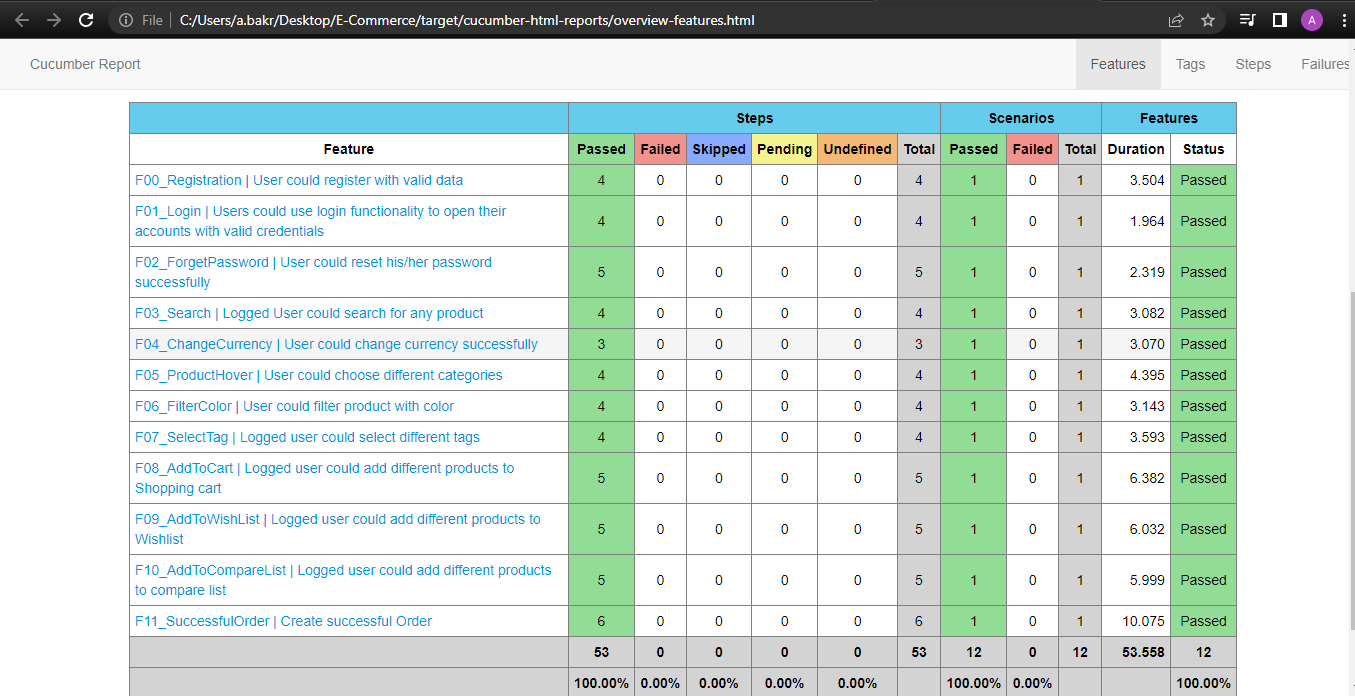 File | C:/Users/a.bakr/Desktop/E-Commerce/target/cucumber-html-reports/overview-features.html A
Cucumber Report Features Tags Steps Failures
Steps Scenarios Features
Feature Passed Failed Skipped Pending Undefined Total Passed Failed Total Duration Status
F00_Registration | User could register with valid data 4 0 0 0 0 4 1 0 1 3.504 Passed
F01_Login | Users could use login functionality to open their
accounts with valid credentials 4 0 0 0 0 4 1 0 1 1.964 Passed
F02_ForgetPassword | User could reset his/her password
successfully 5 0 0 0 0 5 1 0 1 2.319 Passed
F03_Search | Logged User could search for any product 4 0 0 0 0 4 1 0 1 3.082 Passed
F04_ChangeCurrency | User could change currency successfully 3 0 0 0 0 3 1 0 1 3.070 Passed
F05_ProductHover | User could choose different categories 4 0 0 0 0 4 1 0 1 4.395 Passed
F06_FilterColor | User could filter product with color 4 0 0 0 0 4 1 0 1 3.143 Passed
F07_SelectTag | Logged user could select different tags 4 0 0 0 0 4 1 0 1 3.593 Passed
F08_AddToCart | Logged user could add different products to
Shopping cart 5 0 0 0 0 5 1 0 1 6.382 Passed
F09_AddToWishList | Logged user could add different products to
Wishlist 5 0 0 0 0 5 1 0 1 6.032 Passed
F10_AddToCompareList | Logged user could add different products
to compare list 5 0 0 0 0 5 1 0 1 5.999 Passed
F11_SuccessfulOrder | Create successful Order 6 0 0 0 0 6 1 0 1 10.075 Passed
53 0 0 0 0 53 12 0 12 53.558 12
100.00% 0.00% 0.00% 0.00% 0.00% 100.00% 0.00% 100.00%